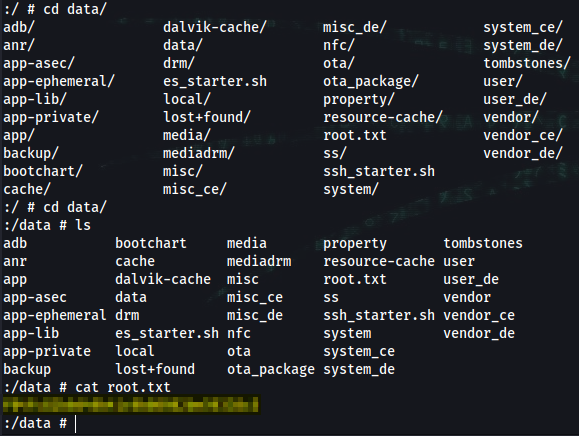 :/ # cd data/
adb/ dalvik-cache/ misc_de/ system_ce/
anr/ data/ nfc/ system_de/
app-asec/ drm/ ota/ tombstones/
app-ephemeral/ es_starter.sh ota_package/ user/
app-lib/ local/ property/ user_de/
app-private/ lost+found/ resource-cache/ vendor/
app/ media/ root.txt vendor_ce/
backup/ mediadrm/ ss/ vendor_de/
bootchart/ misc/ ssh_starter.sh
cache/ misc_ce/ system/
:/ # cd data/
:/data # ls
adb bootchart media property tombstones
anr cache mediadrm resource-cache user
app dalvik-cache misc root.txt user_de
app-asec data misc_ce ss vendor
app-ephemeral drm misc_de ssh_starter.sh vendor_ce
app-lib es_starter.sh nfc system vendor_de
app-private local ota system_ce
backup lost+found ota_package system_de
:/data # cat root.txt
:/data #